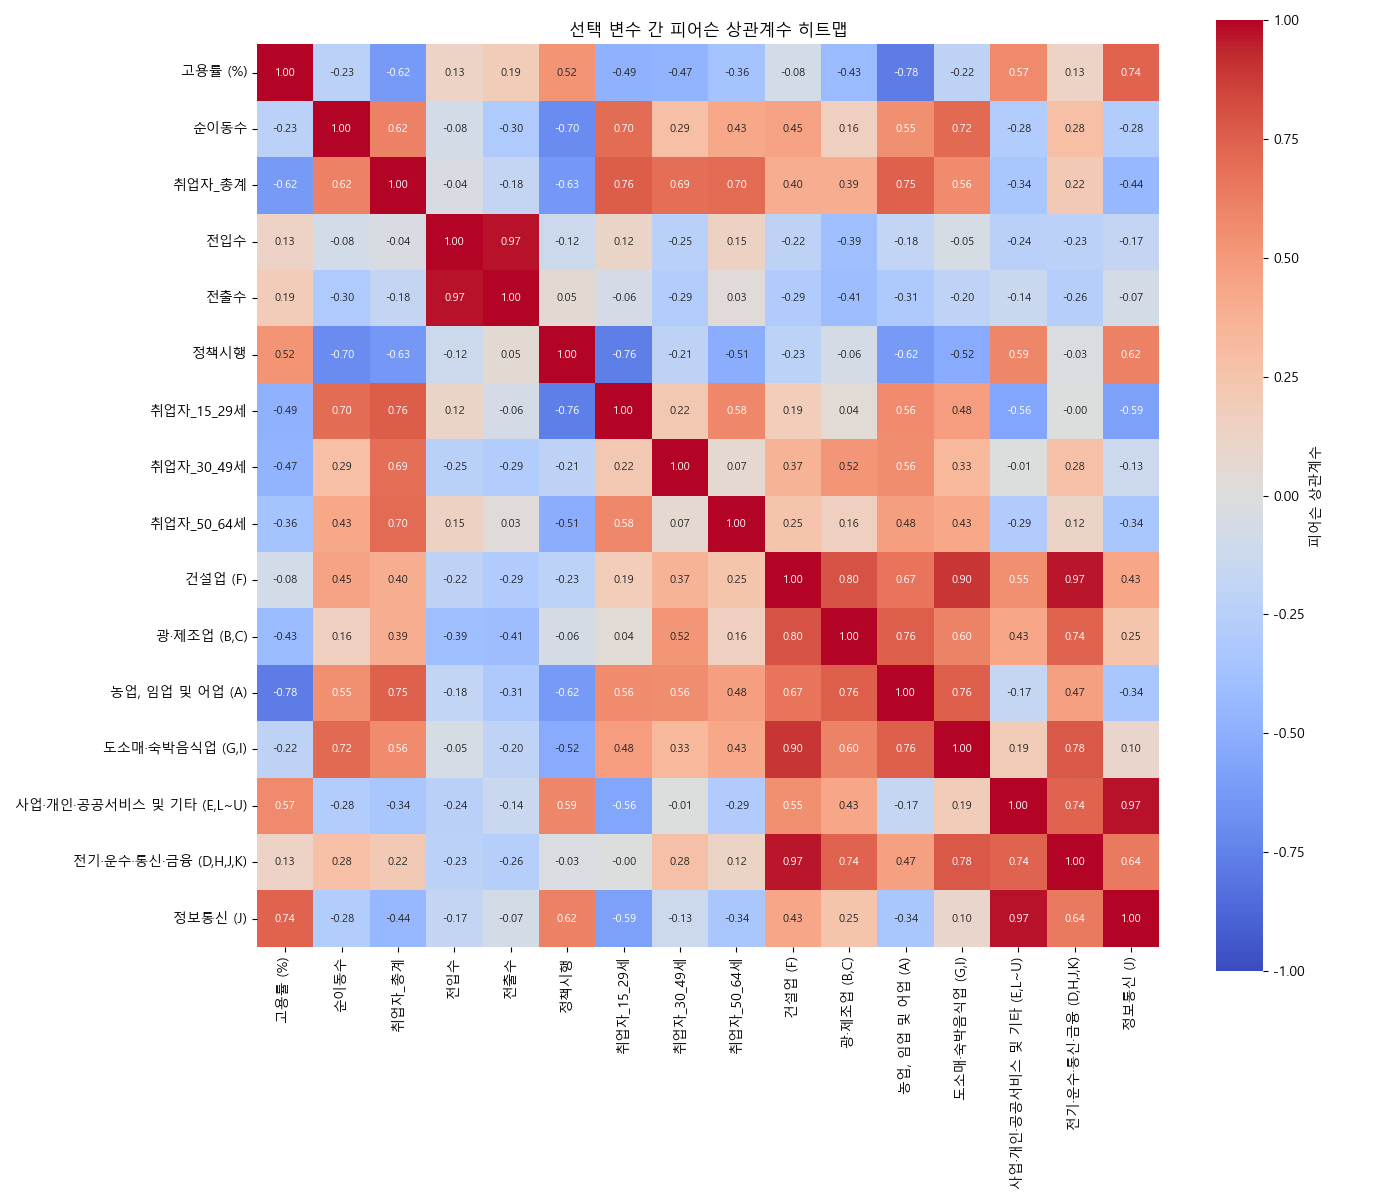 선택 변수 간 피어슨 상관계수 히트맵
고용률 (%) 1.00 -0.23 -0.62 0.13 0.19 0.52 -0.49 -0.47 -0.36 -0.08 -0.43 -0.78 -0.22 0.57 0.13 0.74
순이동수 -0.23 1.00 0.62 -0.08 -0.30 -0.70 0.70 0.29 0.43 0.45 0.16 0.55 0.72 -0.28 0.28 -0.28
취업자_총계 -0.62 0.62 1.00 -0.04 -0.18 -0.63 0.76 0.69 0.70 0.40 0.39 0.75 0.56 -0.34 0.22 -0.44
전입수 0.13 -0.08 -0.04 1.00 0.97 -0.12 0.12 -0.25 0.15 -0.22 -0.39 -0.18 -0.05 -0.24 -0.23 -0.17
전출수 0.19 -0.30 -0.18 0.97 1.00 0.05 -0.06 -0.29 0.03 -0.29 -0.41 -0.31 -0.20 -0.14 -0.26 -0.07
정책시행 0.52 -0.70 -0.63 -0.12 0.05 1.00 -0.76 -0.21 -0.51 -0.23 -0.06 -0.62 -0.52 0.59 -0.03 0.62
취업자_15_29세 -0.49 0.70 0.76 0.12 -0.06 -0.76 1.00 0.22 0.58 0.19 0.04 0.56 0.48 -0.56 -0.00 -0.59
취업자_30_49세 -0.47 0.29 0.69 -0.25 -0.29 -0.21 0.22 1.00 0.07 0.37 0.52 0.56 0.33 -0.01 0.28 -0.13
취업자_50_64세 -0.36 0.43 0.70 0.15 0.03 -0.51 0.58 0.07 1.00 0.25 0.16 0.48 0.43 -0.29 0.12 -0.34
건설업 (F) -0.08 0.45 0.40 -0.22 -0.29 -0.23 0.19 0.37 0.25 1.00 0.80 0.67 0.90 0.55 0.97 0.43
광·제조업 (B,C) -0.43 0.16 0.39 -0.39 -0.41 -0.06 0.04 0.52 0.16 0.80 1.00 0.76 0.60 0.43 0.74 0.25
농업, 임업 및 어업 (A) -0.78 0.55 0.75 -0.18 -0.31 -0.62 0.56 0.56 0.48 0.67 0.76 1.00 0.76 -0.17 0.47 -0.34
도소매·숙박음식업 (G,I) -0.22 0.72 0.56 -0.05 -0.20 -0.52 0.48 0.33 0.43 0.90 0.60 0.76 1.00 0.19 0.78 0.10
사업·개인·공공서비스 및 기타 (E,L~U) 0.57 -0.28 -0.34 -0.24 -0.14 0.59 -0.56 -0.01 -0.29 0.55 0.43 -0.17 0.19 1.00 0.74 0.97
전기·운수·통신·금융 (D,H,J,K) 0.13 0.28 0.22 -0.23 -0.26 -0.03 -0.00 0.28 0.12 0.97 0.74 0.47 0.78 0.74 1.00 0.64
정보통신 (J) 0.74 -0.28 -0.44 -0.17 -0.07 0.62 -0.59 -0.13 -0.34 0.43 0.25 -0.34 0.10 0.97 0.64 1.00
고용률 (%)
순이동수
취업자_총계
전입수
전출수
정책시행
취업자_15_29세
취업자_30_49세
취업자_50_64세
건설업 (F)
광·제조업 (B,C)
농업, 임업 및 어업 (A)
도소매·숙박음식업 (G,I)
사업·개인·공공서비스 및 기타 (E,L~U)
전기·운수·통신·금융 (D,H,J,K)
정보통신 (J)
1.00
0.75
0.50
0.25
0.00
-0.25
-0.50
-0.75
-1.00
피어슨 상관계수